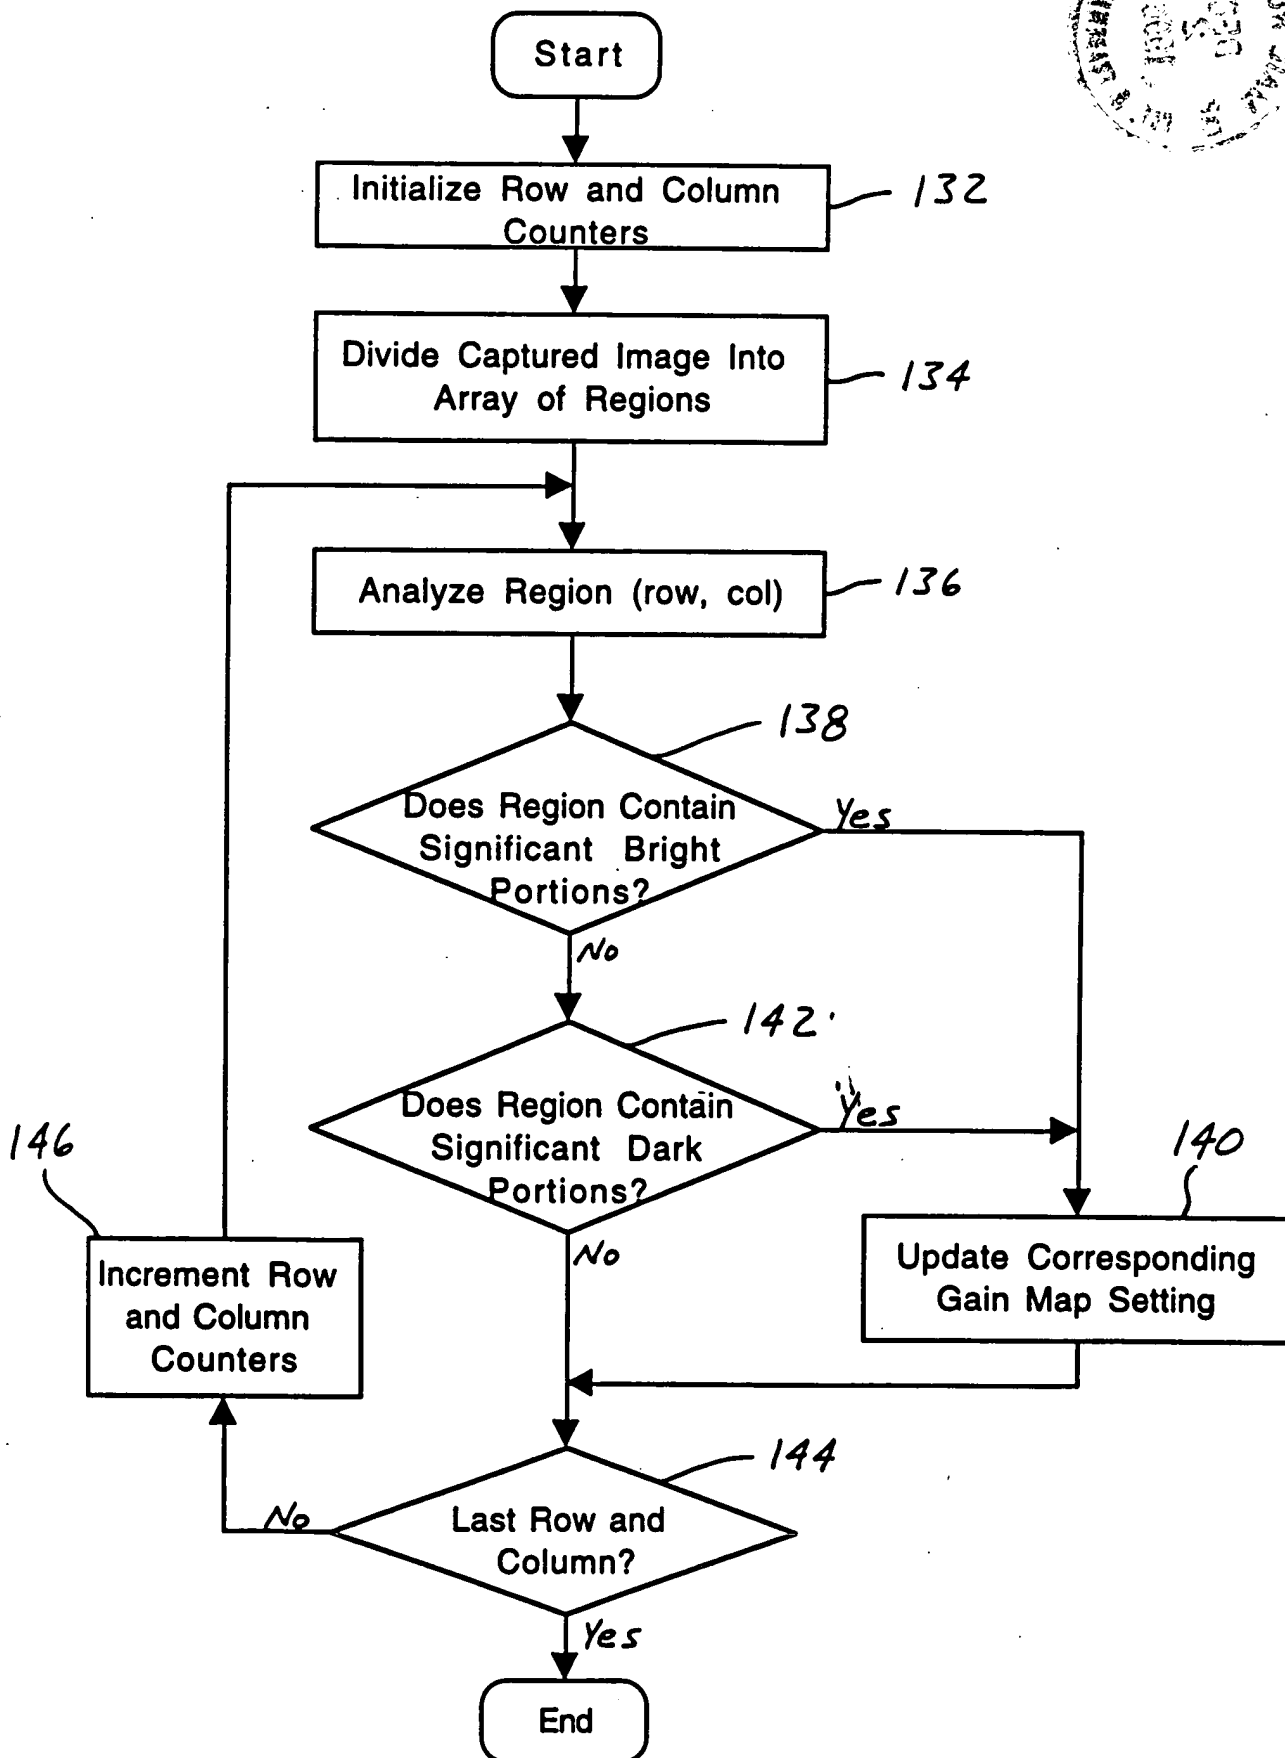 Start
Initialize Row and Column
Counters
132
Divide Captured Image Into
Array of Regions
134
Analyze Region (row, col)
136
138
Does Region Contain
Significant Bright
Portions?
Yes
No
142
Does Region Contain
Significant Dark
Portions?
Yes
No
146
140
Increment Row
and Column
Counters
Update Corresponding
Gain Map Setting
144
Last Row and
Column?
No
Yes
End